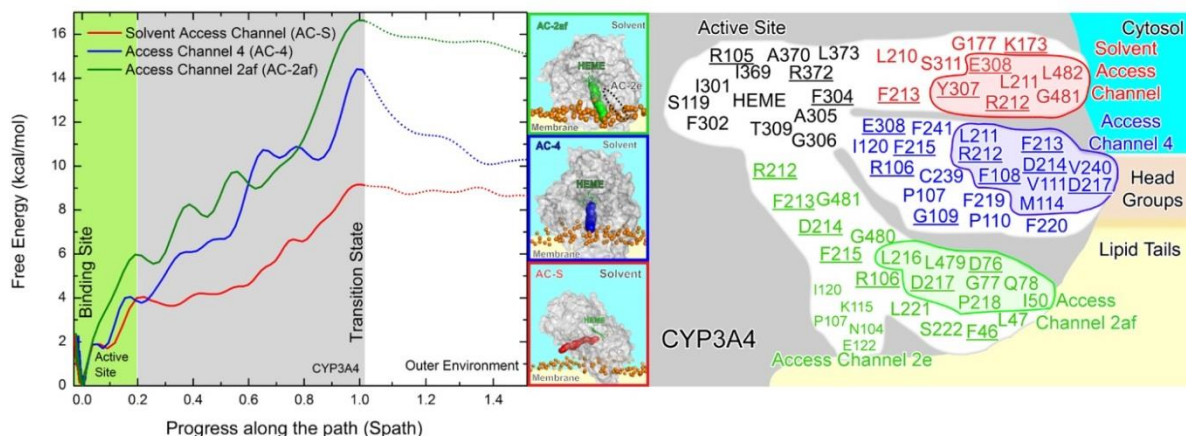 Free Energy (kcal/mol)
16
14
12
10
8
6
4
2
0
Solvent Access Channel (AC-S)
Access Channel 4 (AC-4)
Access Channel 2af (AC-2af)
Binding Site
Active
Site
Transition State
CYP3A4
Outer Environment
0.0 0.2 0.4 0.6 0.8 1.0 1.2 1.4
Progress along the path (Spath)
AC-2af Solvent
HEME
AC-2e
Membrane
AC-4 Solvent
HEME
Membrane
AC-S Solvent
HEME
Membrane
Active Site
R105 A370 L373
I369 R372
I301
S119 HEME F304
F302 A305
T309 G306
Cytosol
G177 K173
L210 S311 E308
Solvent
Access
Channel
L482
Y307 L211
F213 R212 G481
Access
Channel 4
E308 F241 L211 F213
I120 F215 R212 D214 V240
R106 C239 F108 V111 D217
P107 F219 M114
G109 P110 F220
Head
Groups
Lipid Tails
R212
F213 G481
D214 G480
F215 L216 L479 D76
R106 D217 G77 Q78
I120 P218 I50
K115 L221 L47
P107 N104 S222 F46
E122
Access
Channel 2af
CYP3A4
Access Channel 2e